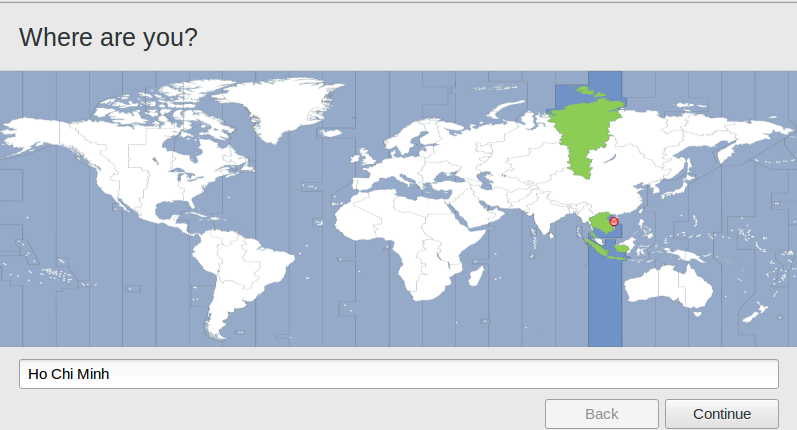 Where are you?
Ho Chi Minh
Back
Continue